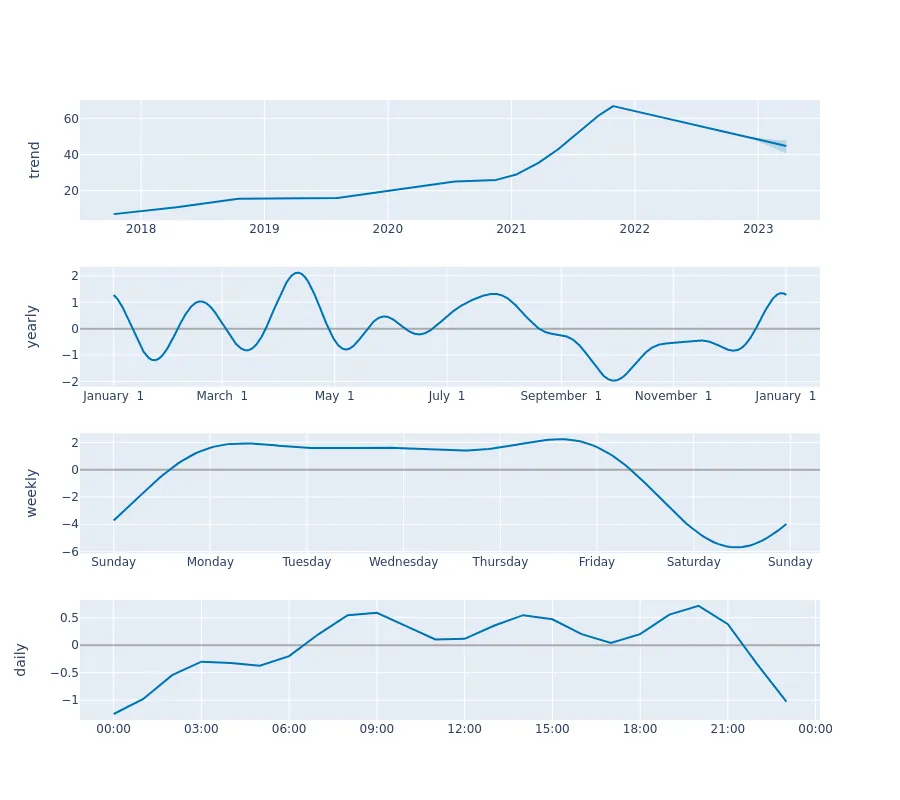 trend
60
40
20
2018 2019 2020 2021 2022 2023
yearly
2
1
0
−1
−2
January 1 March 1 May 1 July 1 September 1 November 1 January 1
weekly
2
0
−2
−4
−6
Sunday Monday Tuesday Wednesday Thursday Friday Saturday Sunday
daily
0.5
0
−0.5
−1
00:00 03:00 06:00 09:00 12:00 15:00 18:00 21:00 00:00